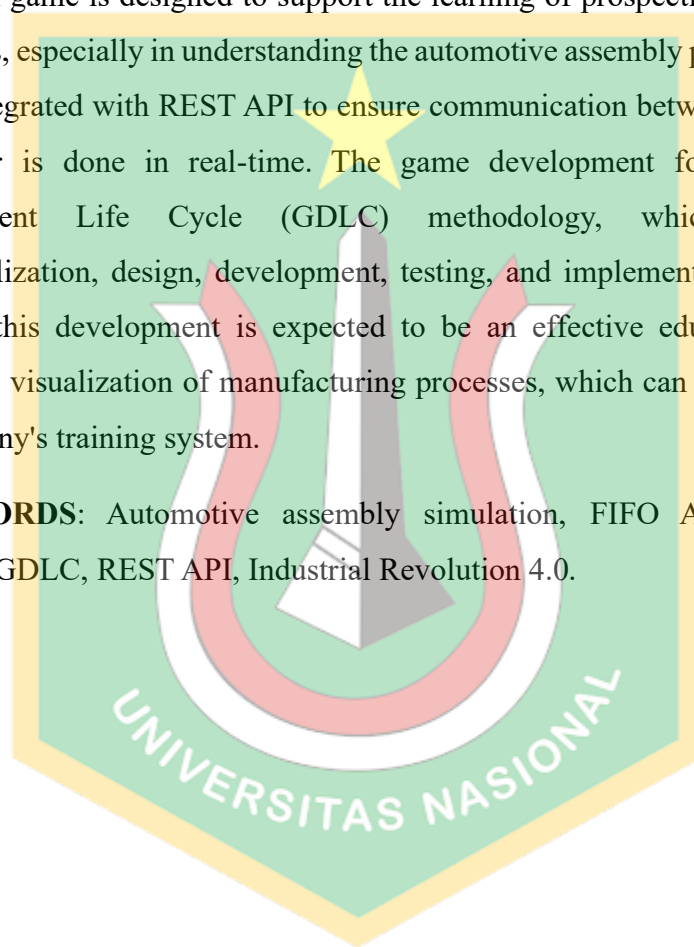 game is designed to support the learning of prospecti
, especially in understanding the automotive assembly p
egrated with REST API to ensure communication betw
r is done in real-time. The game development fo
ent Life Cycle (GDLC) methodology, whic
lization, design, development, testing, and implement
this development is expected to be an effective edu
visualization of manufacturing processes, which can
ny's training system.
ORDS: Automotive assembly simulation, FIFO A
GDLC, REST API, Industrial Revolution 4.0.
UNIVERSITAS NASIONAL